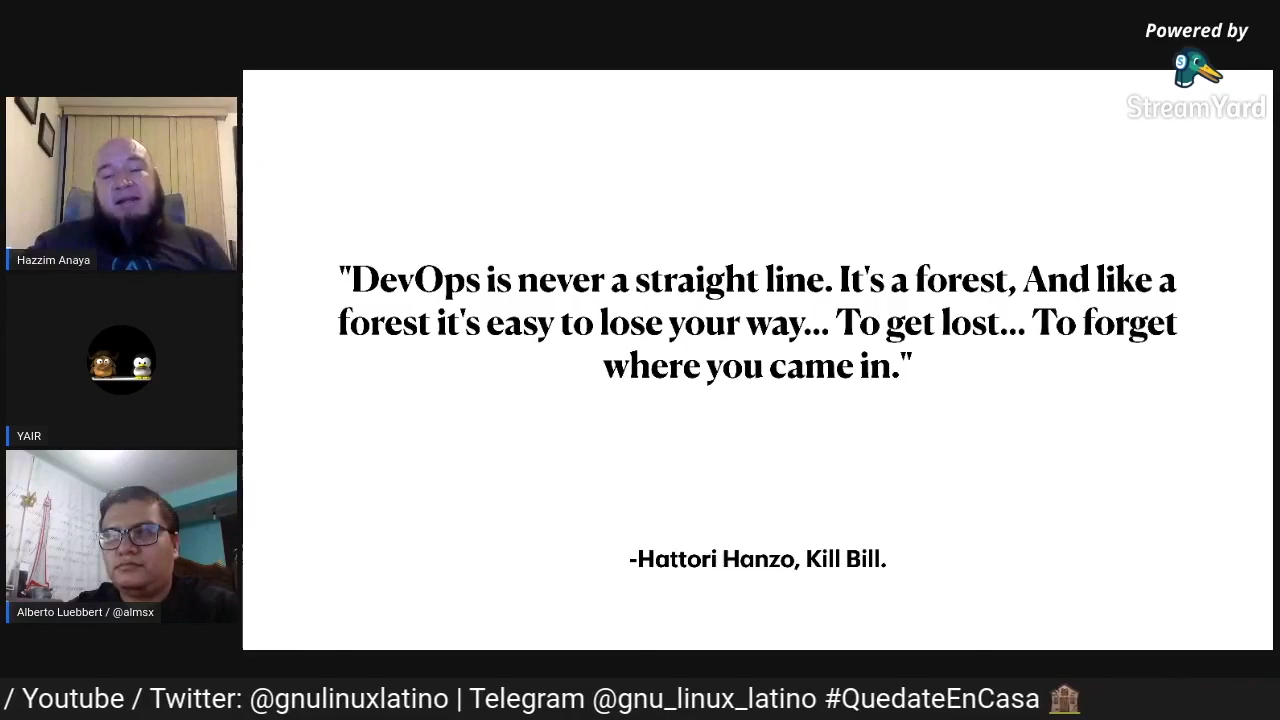 Powered by
StreamYard
Hazzim Anaya
YAIR
Alberto Luebbert / @almsx
"DevOps is never a straight line. It's a forest, And like a
forest it's easy to lose your way... To get lost... To forget
where you came in."
-Hattori Hanzo, Kill Bill.
/ Youtube / Twitter: @gnulinuxlatino | Telegram @gnu_linux_latino #QuedateEnCasa